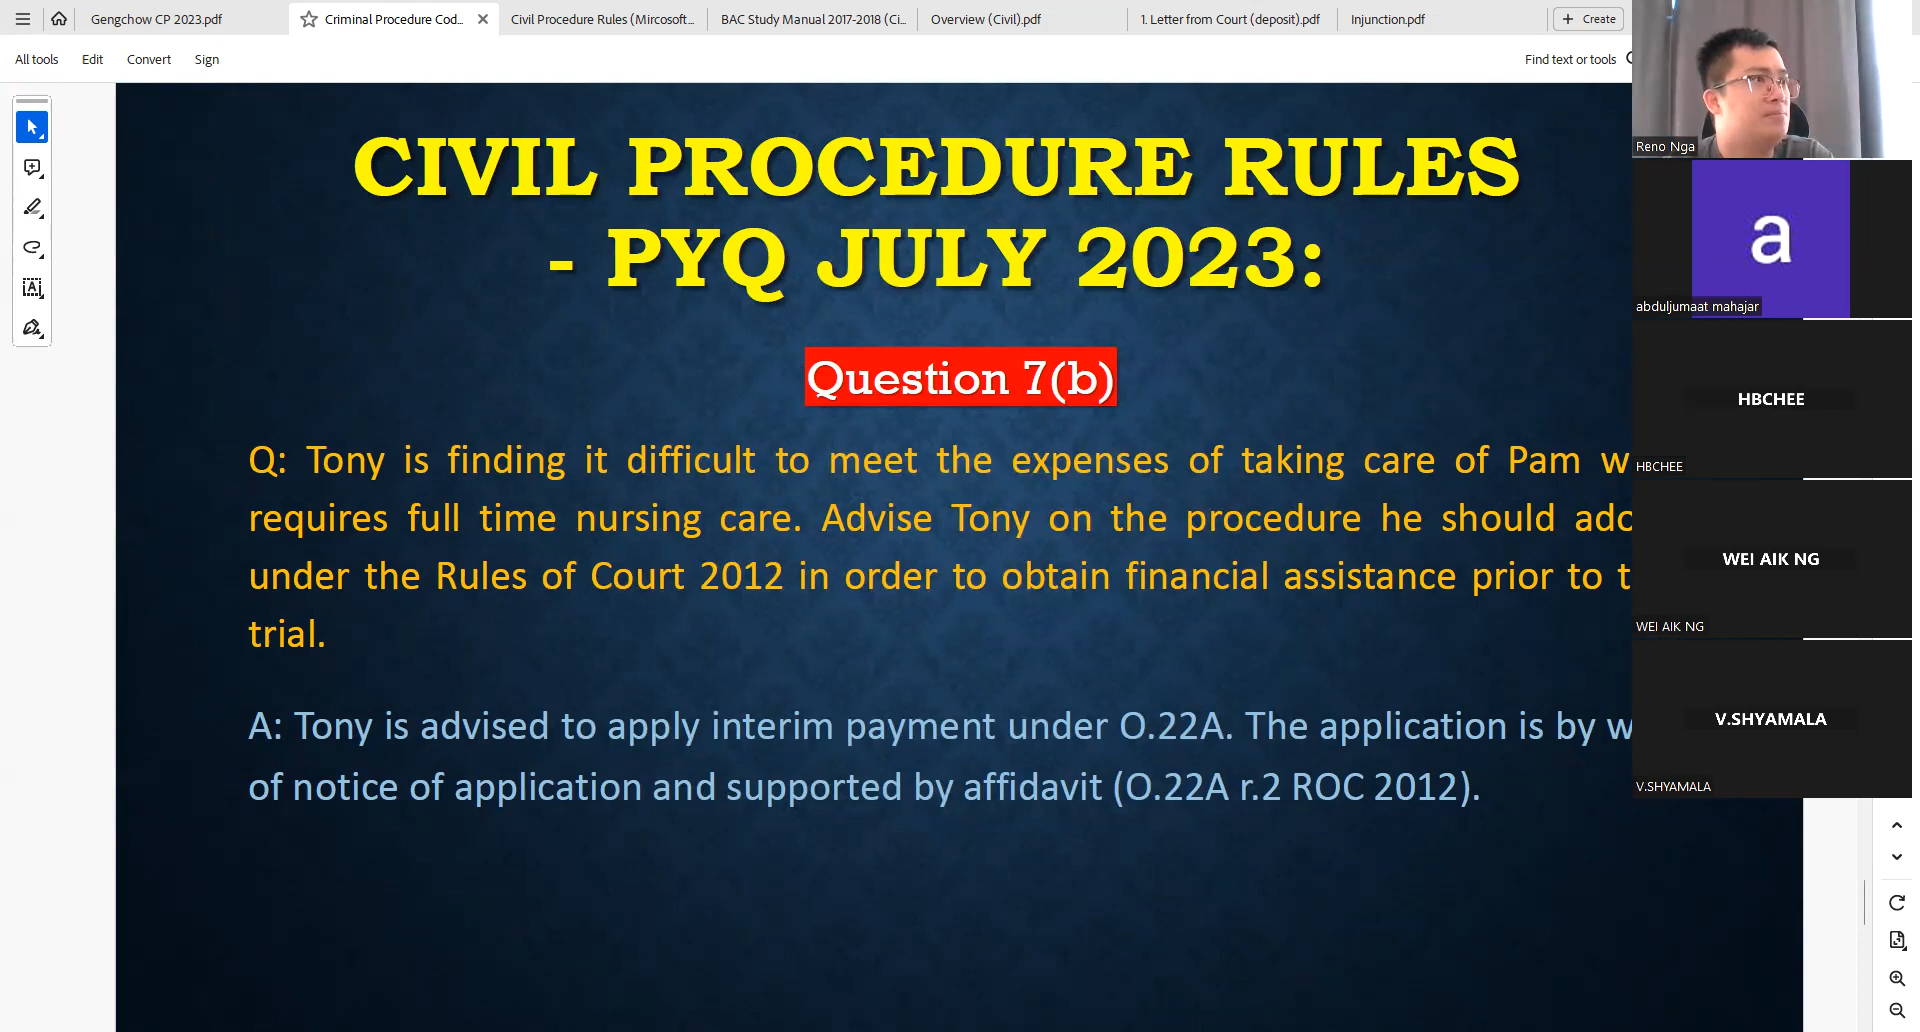 Gengchow CP 2023.pdf
Criminal Procedure Cod...
Civil Procedure Rules (Mircosoft...
BAC Study Manual 2017-2018 (Ci...
Overview (Civil).pdf
1. Letter from Court (deposit).pdf
Injunction.pdf
Create
All tools
Edit
Convert
Sign
Find text or tools
CIVIL PROCEDURE RULES
- PYQ JULY 2023:
Question 7(b)
Q: Tony is finding it difficult to meet the expenses of taking care of Pam w
requires full time nursing care. Advise Tony on the procedure he should ado
under the Rules of Court 2012 in order to obtain financial assistance prior to t
trial.
A: Tony is advised to apply interim payment under O.22A. The application is by w
of notice of application and supported by affidavit (O.22A r.2 ROC 2012).
Reno Nga
a
abduljumaat mahajar
HBCHEE
HBCHEE
WEI AIK NG
WEI AIK NG
V.SHYAMALA
V.SHYAMALA